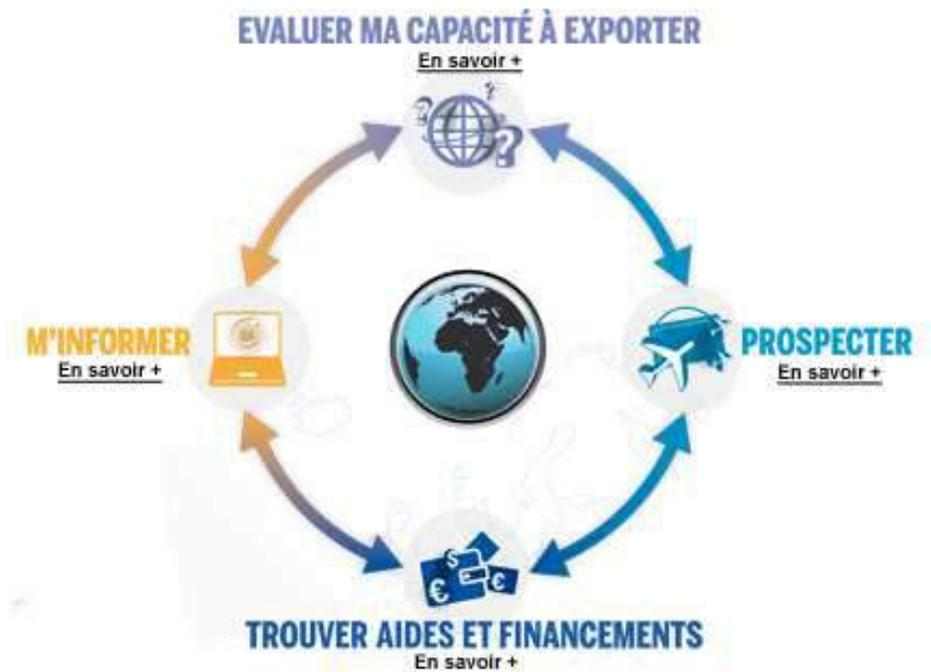 EVALUER MA CAPACITÉ À EXPORTER
En savoir +
M'INFORMER
En savoir +
PROSPECTER
En savoir +
TROUVER AIDES ET FINANCEMENTS
En savoir +